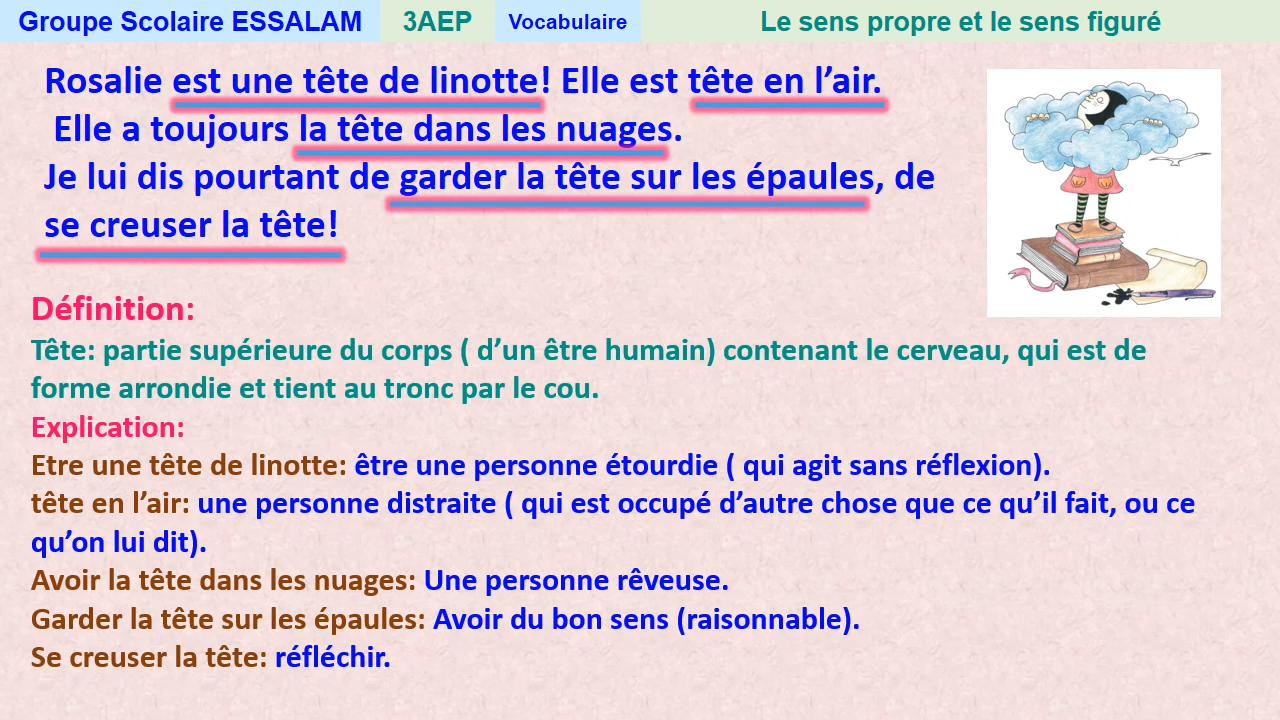 Groupe Scolaire ESSALAM 3AEP Vocabulaire Le sens propre et le sens figuré
Rosalie est une tête de linotte! Elle est tête en l’air.
Elle a toujours la tête dans les nuages.
Je lui dis pourtant de garder la tête sur les épaules, de
se creuser la tête!
Définition:
Tête: partie supérieure du corps ( d’un être humain) contenant le cerveau, qui est de
forme arrondie et tient au tronc par le cou.
Explication:
Etre une tête de linotte: être une personne étourdie ( qui agit sans réflexion).
tête en l’air: une personne distraite ( qui est occupé d’autre chose que ce qu’il fait, ou ce
qu’on lui dit).
Avoir la tête dans les nuages: Une personne rêveuse.
Garder la tête sur les épaules: Avoir du bon sens (raisonnable).
Se creuser la tête: réfléchir.